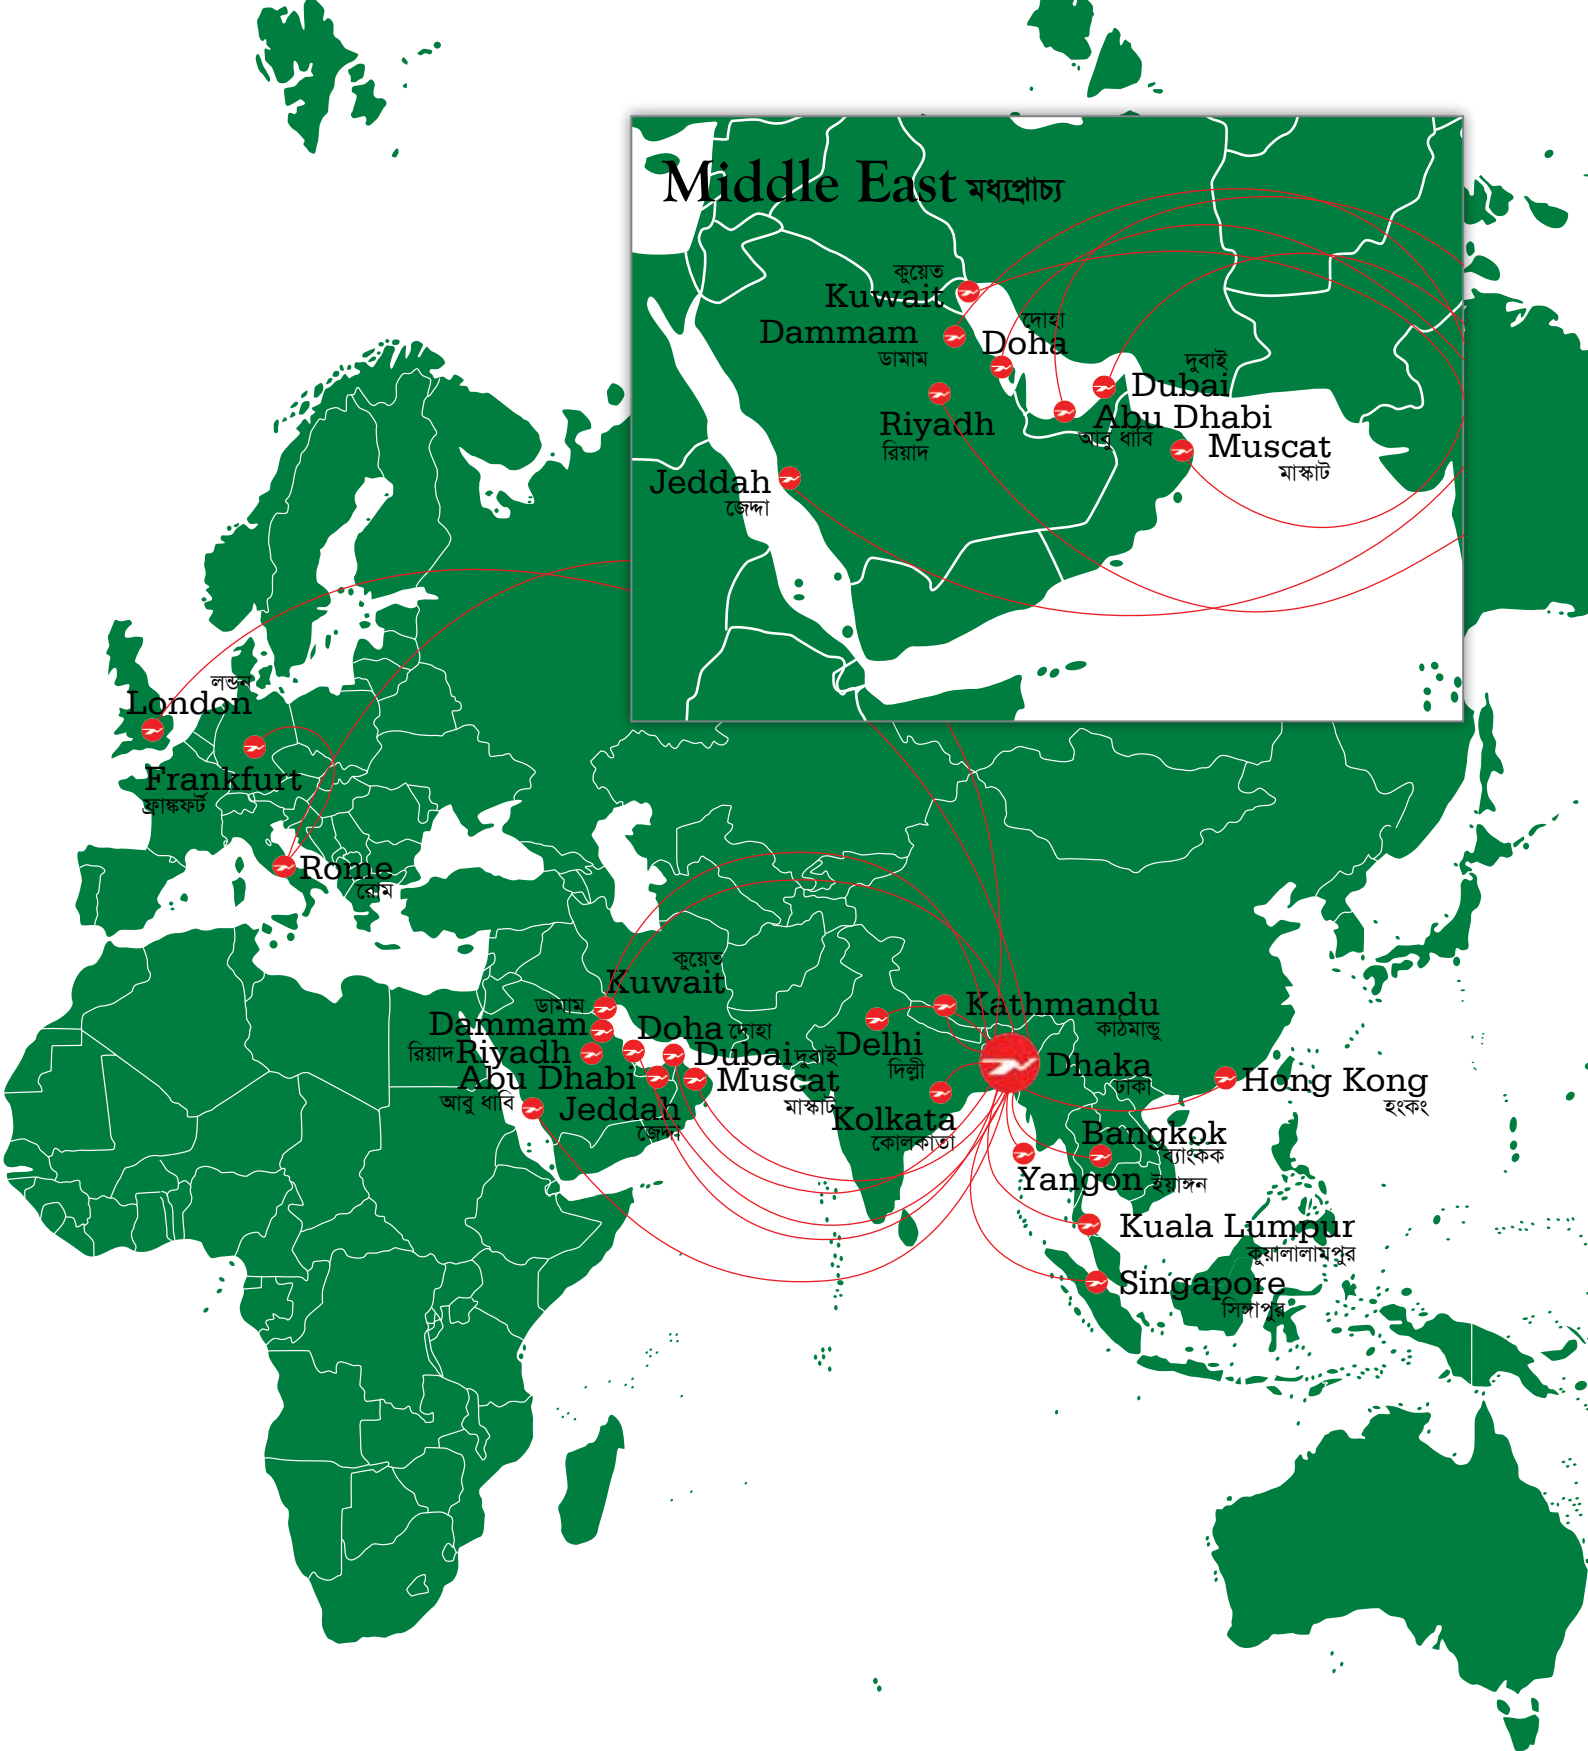 Middle East মধ্যপ্রাচ্য
কুয়েত
Kuwait
Dammam
ডামাম
দোহা
Doha
দুবাই
Dubai
Abu Dhabi
আবু ধাবি
Riyadh
রিয়াদ
Muscat
মাস্কাট
Jeddah
জেদ্দা
লন্ডন
London
Frankfurt
ফ্রাঙ্কফর্ট
Rome
রোম
কুয়েত
Kuwait
ডামাম
Dammam
Doha দোহা
রিয়াদ Riyadh
Dubai দুবাই
Abu Dhabi
আবু ধাবি
Muscat
মাস্কাট
Jeddah
জেদ্দা
Kathmandu
কাঠমান্ডু
Delhi
দিল্লী
Dhaka
ঢাকা
Kolkata
কোলকাতা
Hong Kong
হংকং
Bangkok
ব্যাংকক
Yangon ইয়াঙ্গন
Kuala Lumpur
কুয়ালালামপুর
Singapore
সিঙ্গাপুর